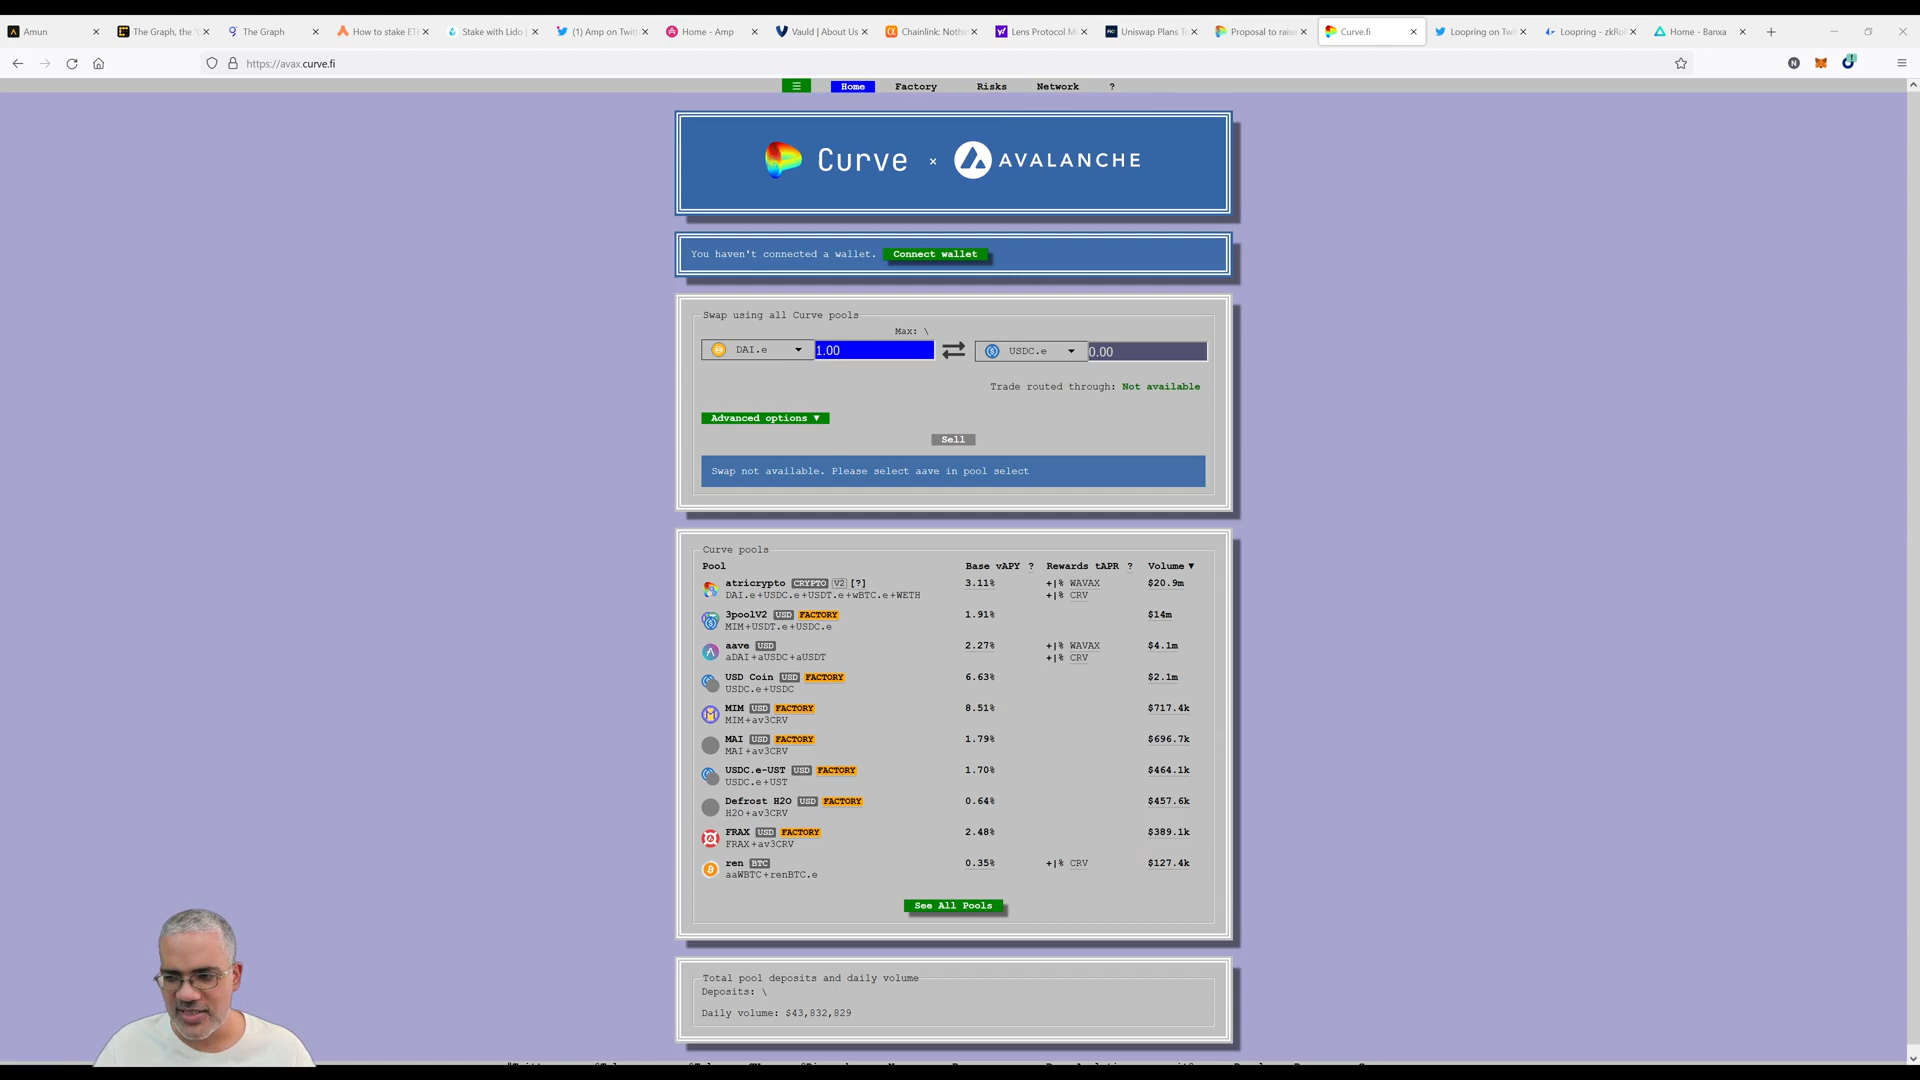 Amun
The Graph, the "G
The Graph
How to stake ETH
Stake with Lido |
(1) Amp on Twitt
Home - Amp
Vauld | About Us
Chainlink: Nothin
Lens Protocol Mi
Uniswap Plans To
Proposal to raise
Curve.fi
Loopring on Twit
Loopring - zkRol
Home - Banxa
https://avax.curve.fi
Home Factory Risks Network ?
Curve × AVALANCHE
You haven't connected a wallet. Connect wallet
Swap using all Curve pools
Max: \
DAI.e 1.00 USDC.e 0.00
Trade routed through: Not available
Advanced options ▼
Sell
Swap not available. Please select aave in pool select
Curve pools
Pool Base vAPY ? Rewards tAPR ? Volume ▼
atricrypto CRYPTO V2 [?] 3.11% +|% WAVAX $20.9m
DAI.e+USDC.e+USDT.e+wBTC.e+WETH +|% CRV
3poolV2 USD FACTORY 1.91% $14m
MIM+USDT.e+USDC.e
aave USD 2.27% +|% WAVAX $4.1m
aDAI+aUSDC+aUSDT +|% CRV
USD Coin USD FACTORY 6.63% $2.1m
USDC.e+USDC
MIM USD FACTORY 8.51% $717.4k
MIM+av3CRV
MAI USD FACTORY 1.79% $696.7k
MAI+av3CRV
USDC.e-UST USD FACTORY 1.70% $464.1k
USDC.e+UST
Defrost H2O USD FACTORY 0.64% $457.6k
H2O+av3CRV
FRAX USD FACTORY 2.48% $389.1k
FRAX+av3CRV
ren BTC 0.35% +|% CRV $127.4k
aaWBTC+renBTC.e
See All Pools
Total pool deposits and daily volume
Deposits: \
Daily volume: $43,832,829